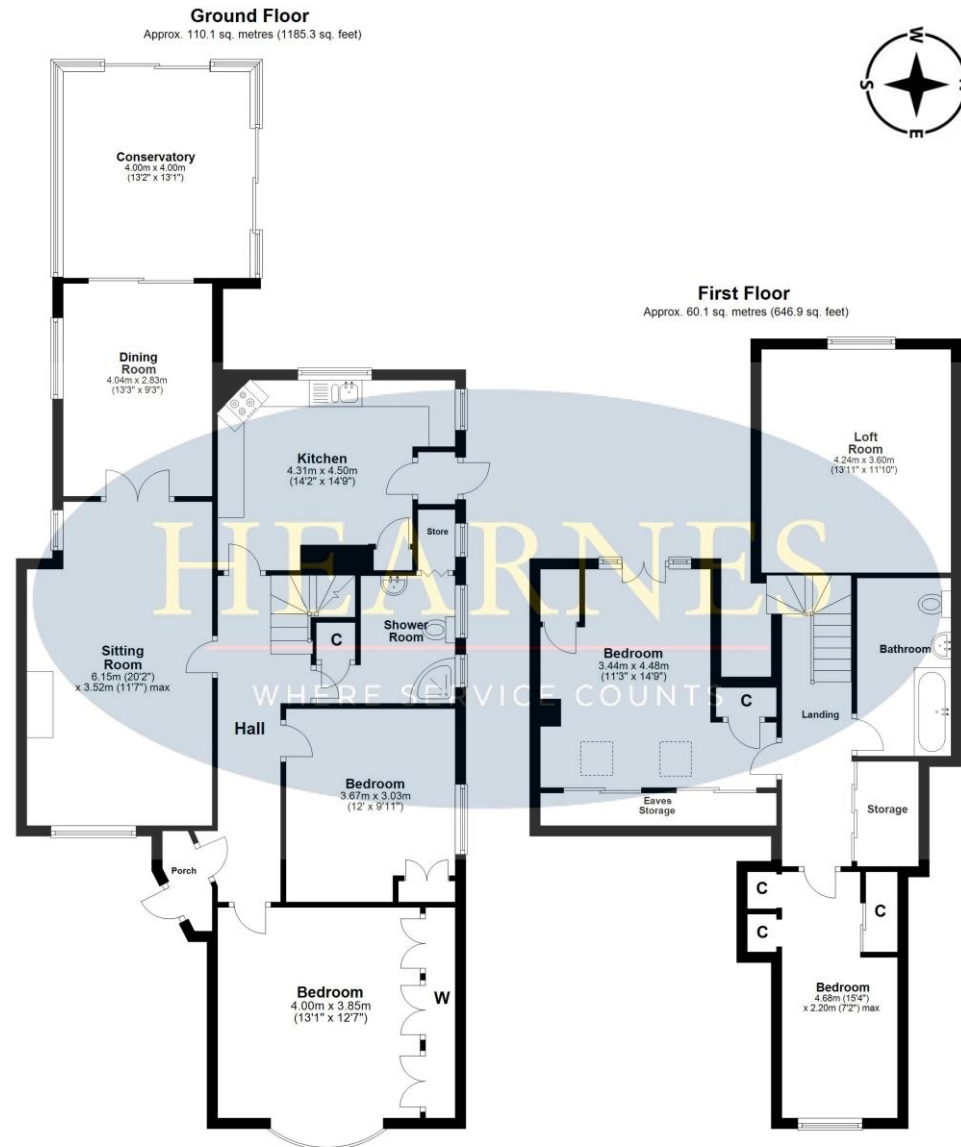 Ground Floor
Approx. 110.1 sq. metres (1185.3 sq. feet)
W
S
E
Conservatory
4.00m x 4.00m
(13'2" x 13'1")
Dining
Room
4.04m x 2.83m
(13'3" x 9'3")
Kitchen
4.31m x 4.50m
(14'2" x 14'9")
Store
Sitting
Room
6.15m (20'2")
x 3.52m (11'7") max
C
Shower
Room
Hall
Bedroom
3.67m x 3.03m
(12' x 9'11")
Porch
Bedroom
4.00m x 3.85m
(13'1" x 12'7")
W
First Floor
Approx. 60.1 sq. metres (646.9 sq. feet)
Loft
Room
4.24m x 3.60m
(13'11" x 11'10")
Bedroom
3.44m x 4.48m
(11'3" x 14'9")
C
Bathroom
Landing
Eaves
Storage
Storage
C
C
C
Bedroom
4.68m (15'4")
x 2.20m (7'2") max
HEARNES
WHERE SERVICE COUNTS